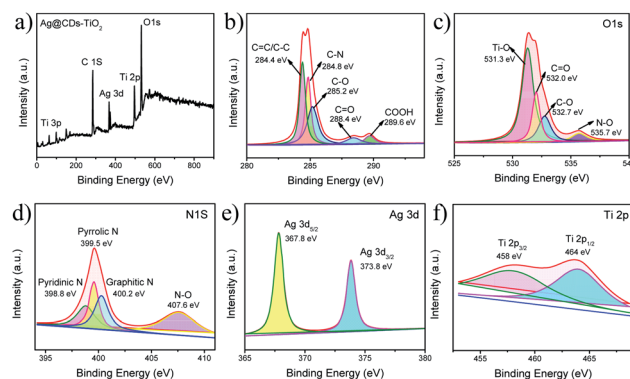 a)
Ag@CDs-TiO2
O1s
C 1S
Ti 2p
Ag 3d
Ti 3p
Intensity (a.u.)
0 200 400 600 800
Binding Energy (eV)
b)
C=C/C-C
284.4 eV
C-N
284.8 eV
C-O
285.2 eV
C=O
288.4 eV
COOH
289.6 eV
Intensity (a.u.)
280 285 290
Binding Energy (eV)
c)
O1s
Ti-O
531.3 eV
C=O
532.0 eV
C-O
532.7 eV
N-O
535.7 eV
Intensity (a.u.)
525 530 535 54
Binding Energy (eV)
d)
N1S
Pyrrolic N
399.5 eV
Pyridinic N
398.8 eV
Graphitic N
400.2 eV
N-O
407.6 eV
Intensity (a.u.)
395 400 405 410
Binding Energy (eV)
e)
Ag 3d
Ag 3d5/2
367.8 eV
Ag 3d3/2
373.8 eV
Intensity (a.u.)
365 370 375 380
Binding Energy (eV)
f)
Ti 2p
Ti 2p3/2
458 eV
Ti 2p1/2
464 eV
Intensity (a.u.)
455 460 465
Binding Energy (eV)